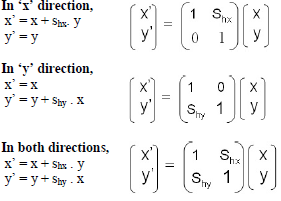 In 'x' direction,
x' = x + Shx. y
y' = y
(x' y') = (1 Shx 0 1) (x y)
In 'y' direction,
x' = x
y' = y + Shy . x
(x' y') = (1 0 Shy 1) (x y)
In both directions,
x' = x + Shx . y
y' = y + Shy . x
(x' y') = (1 Shx Shy 1) (x y)